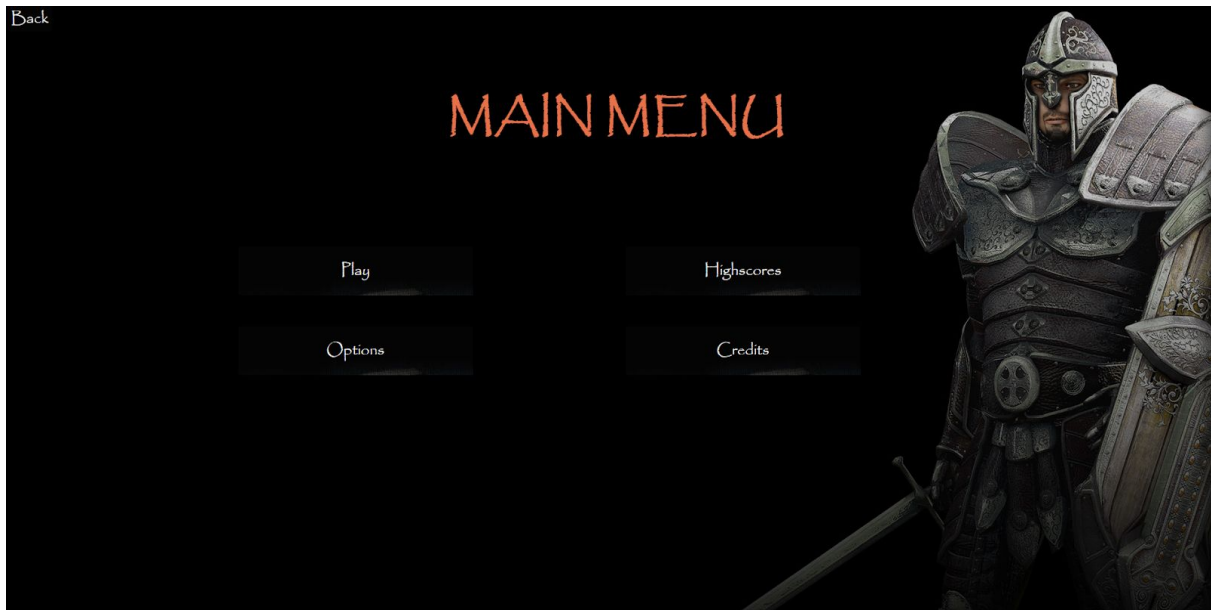 Back
MAIN MENU
Play
Highscores
Options
Credits